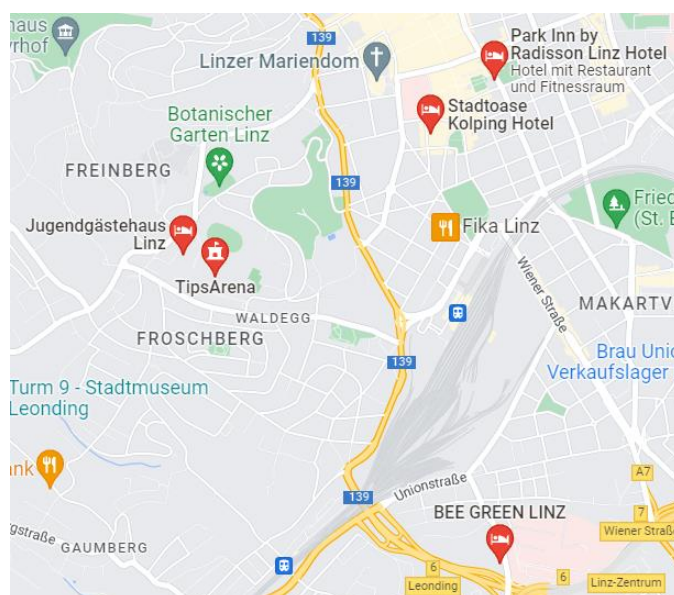 haus
yrhof
139
Linzer Mariendom
Park Inn by
Radisson Linz Hotel
Hotel mit Restaurant
und Fitnessraum
Stadtoase
Kolping Hotel
Botanischer
Garten Linz
FREINBERG
139
Jugendgästehaus
Linz
Fried
(St. B
Fika Linz
TipsArena
Wiener Straße
MAKARTV
WALDEGG
FROSCHBERG
139
Brau Unio
Verkaufslager
Turm 9 - Stadtmuseum
Leonding
ank
A7
Unionstraße
139
BEE GREEN LINZ
7
Wiener Straß
rgstraße
GAUMBERG
6
Leonding
6
Linz-Zentrum